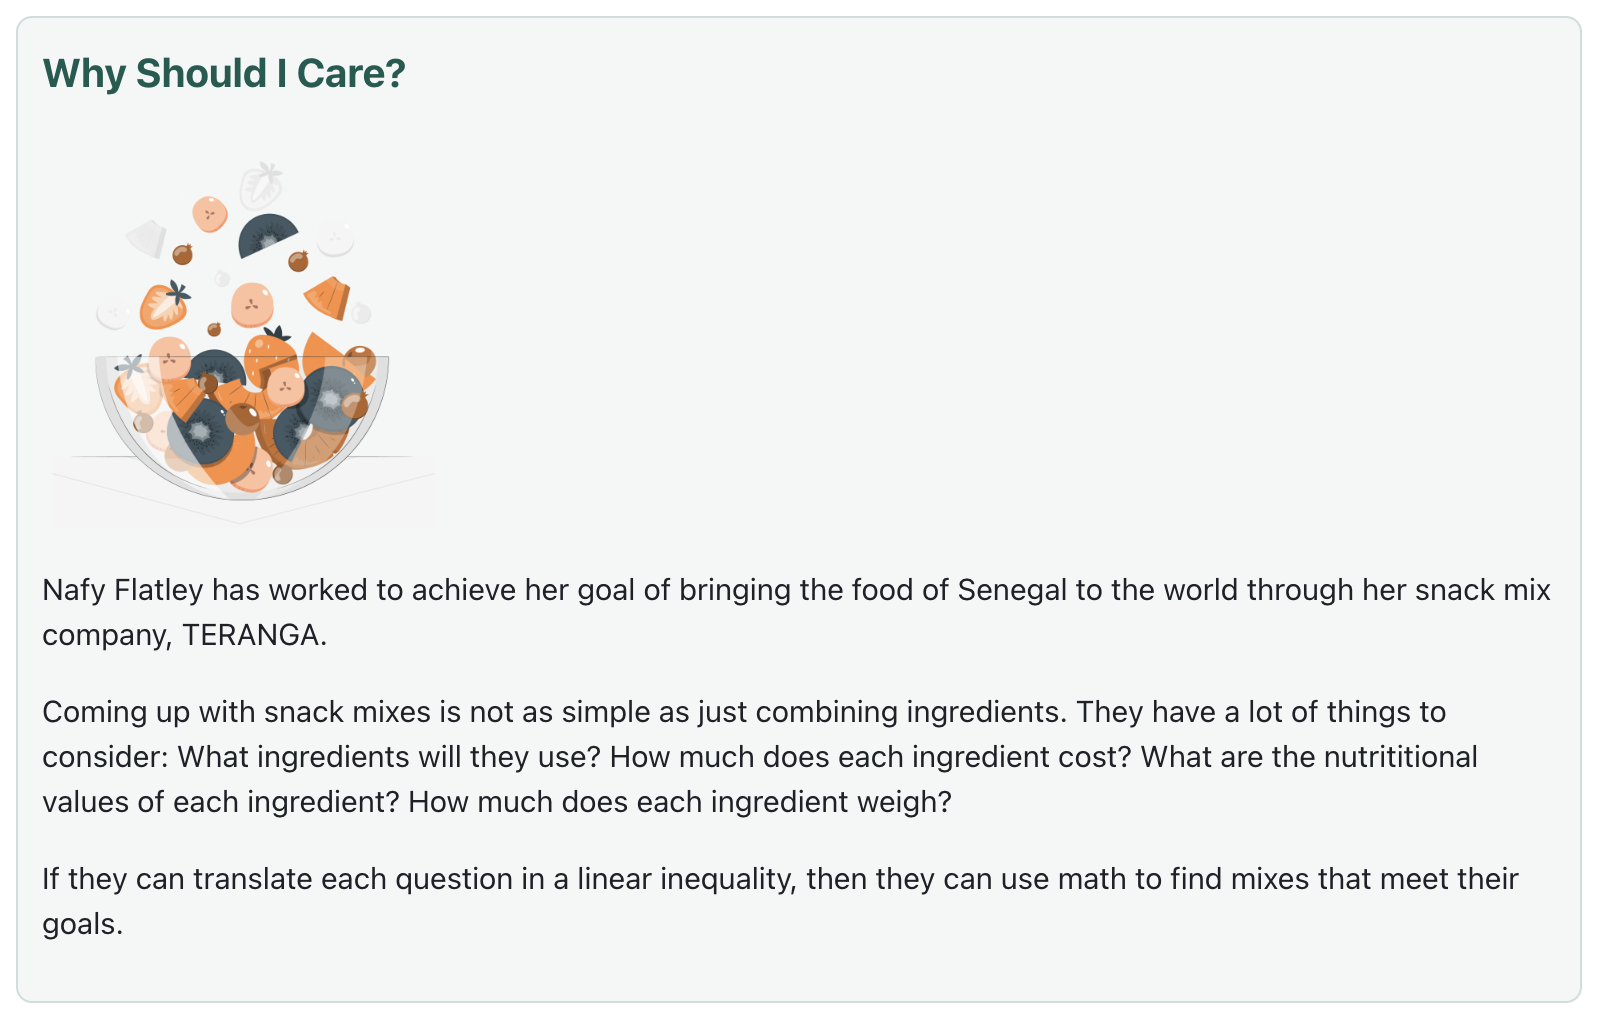 Why Should I Care?
Nafy Flatley has worked to achieve her goal of bringing the food of Senegal to the world through her snack mix
company, TERANGA.
Coming up with snack mixes is not as simple as just combining ingredients. They have a lot of things to
consider: What ingredients will they use? How much does each ingredient cost? What are the nutrititional
values of each ingredient? How much does each ingredient weigh?
If they can translate each question in a linear inequality, then they can use math to find mixes that meet their
goals.